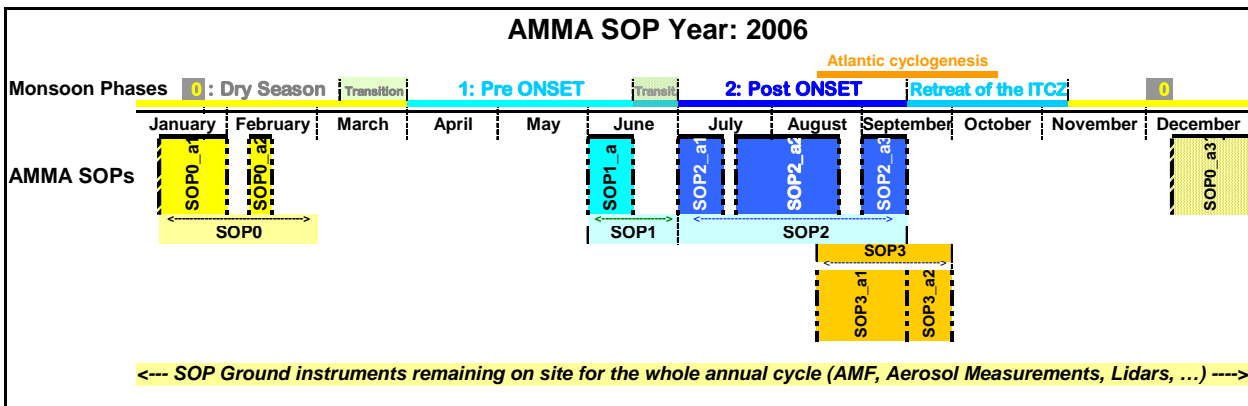 AMMA SOP Year: 2006
Atlantic cyclogenesis
Monsoon Phases 0 : Dry Season Transition 1: Pre ONSET Transit. 2: Post ONSET Retreat of the ITCZ 0
January February March April May June July August September October November December
AMMA SOPs
SOP0_a1
SOP0_a2
SOP1_a
SOP2_a1
SOP2_a2
SOP2_a3
SOP0_a3?
SOP0 SOP1 SOP2
SOP3
SOP3_a1
SOP3_a2
<--- SOP Ground instruments remaining on site for the whole annual cycle (AMF, Aerosol Measurements, Lidars, …) ---->